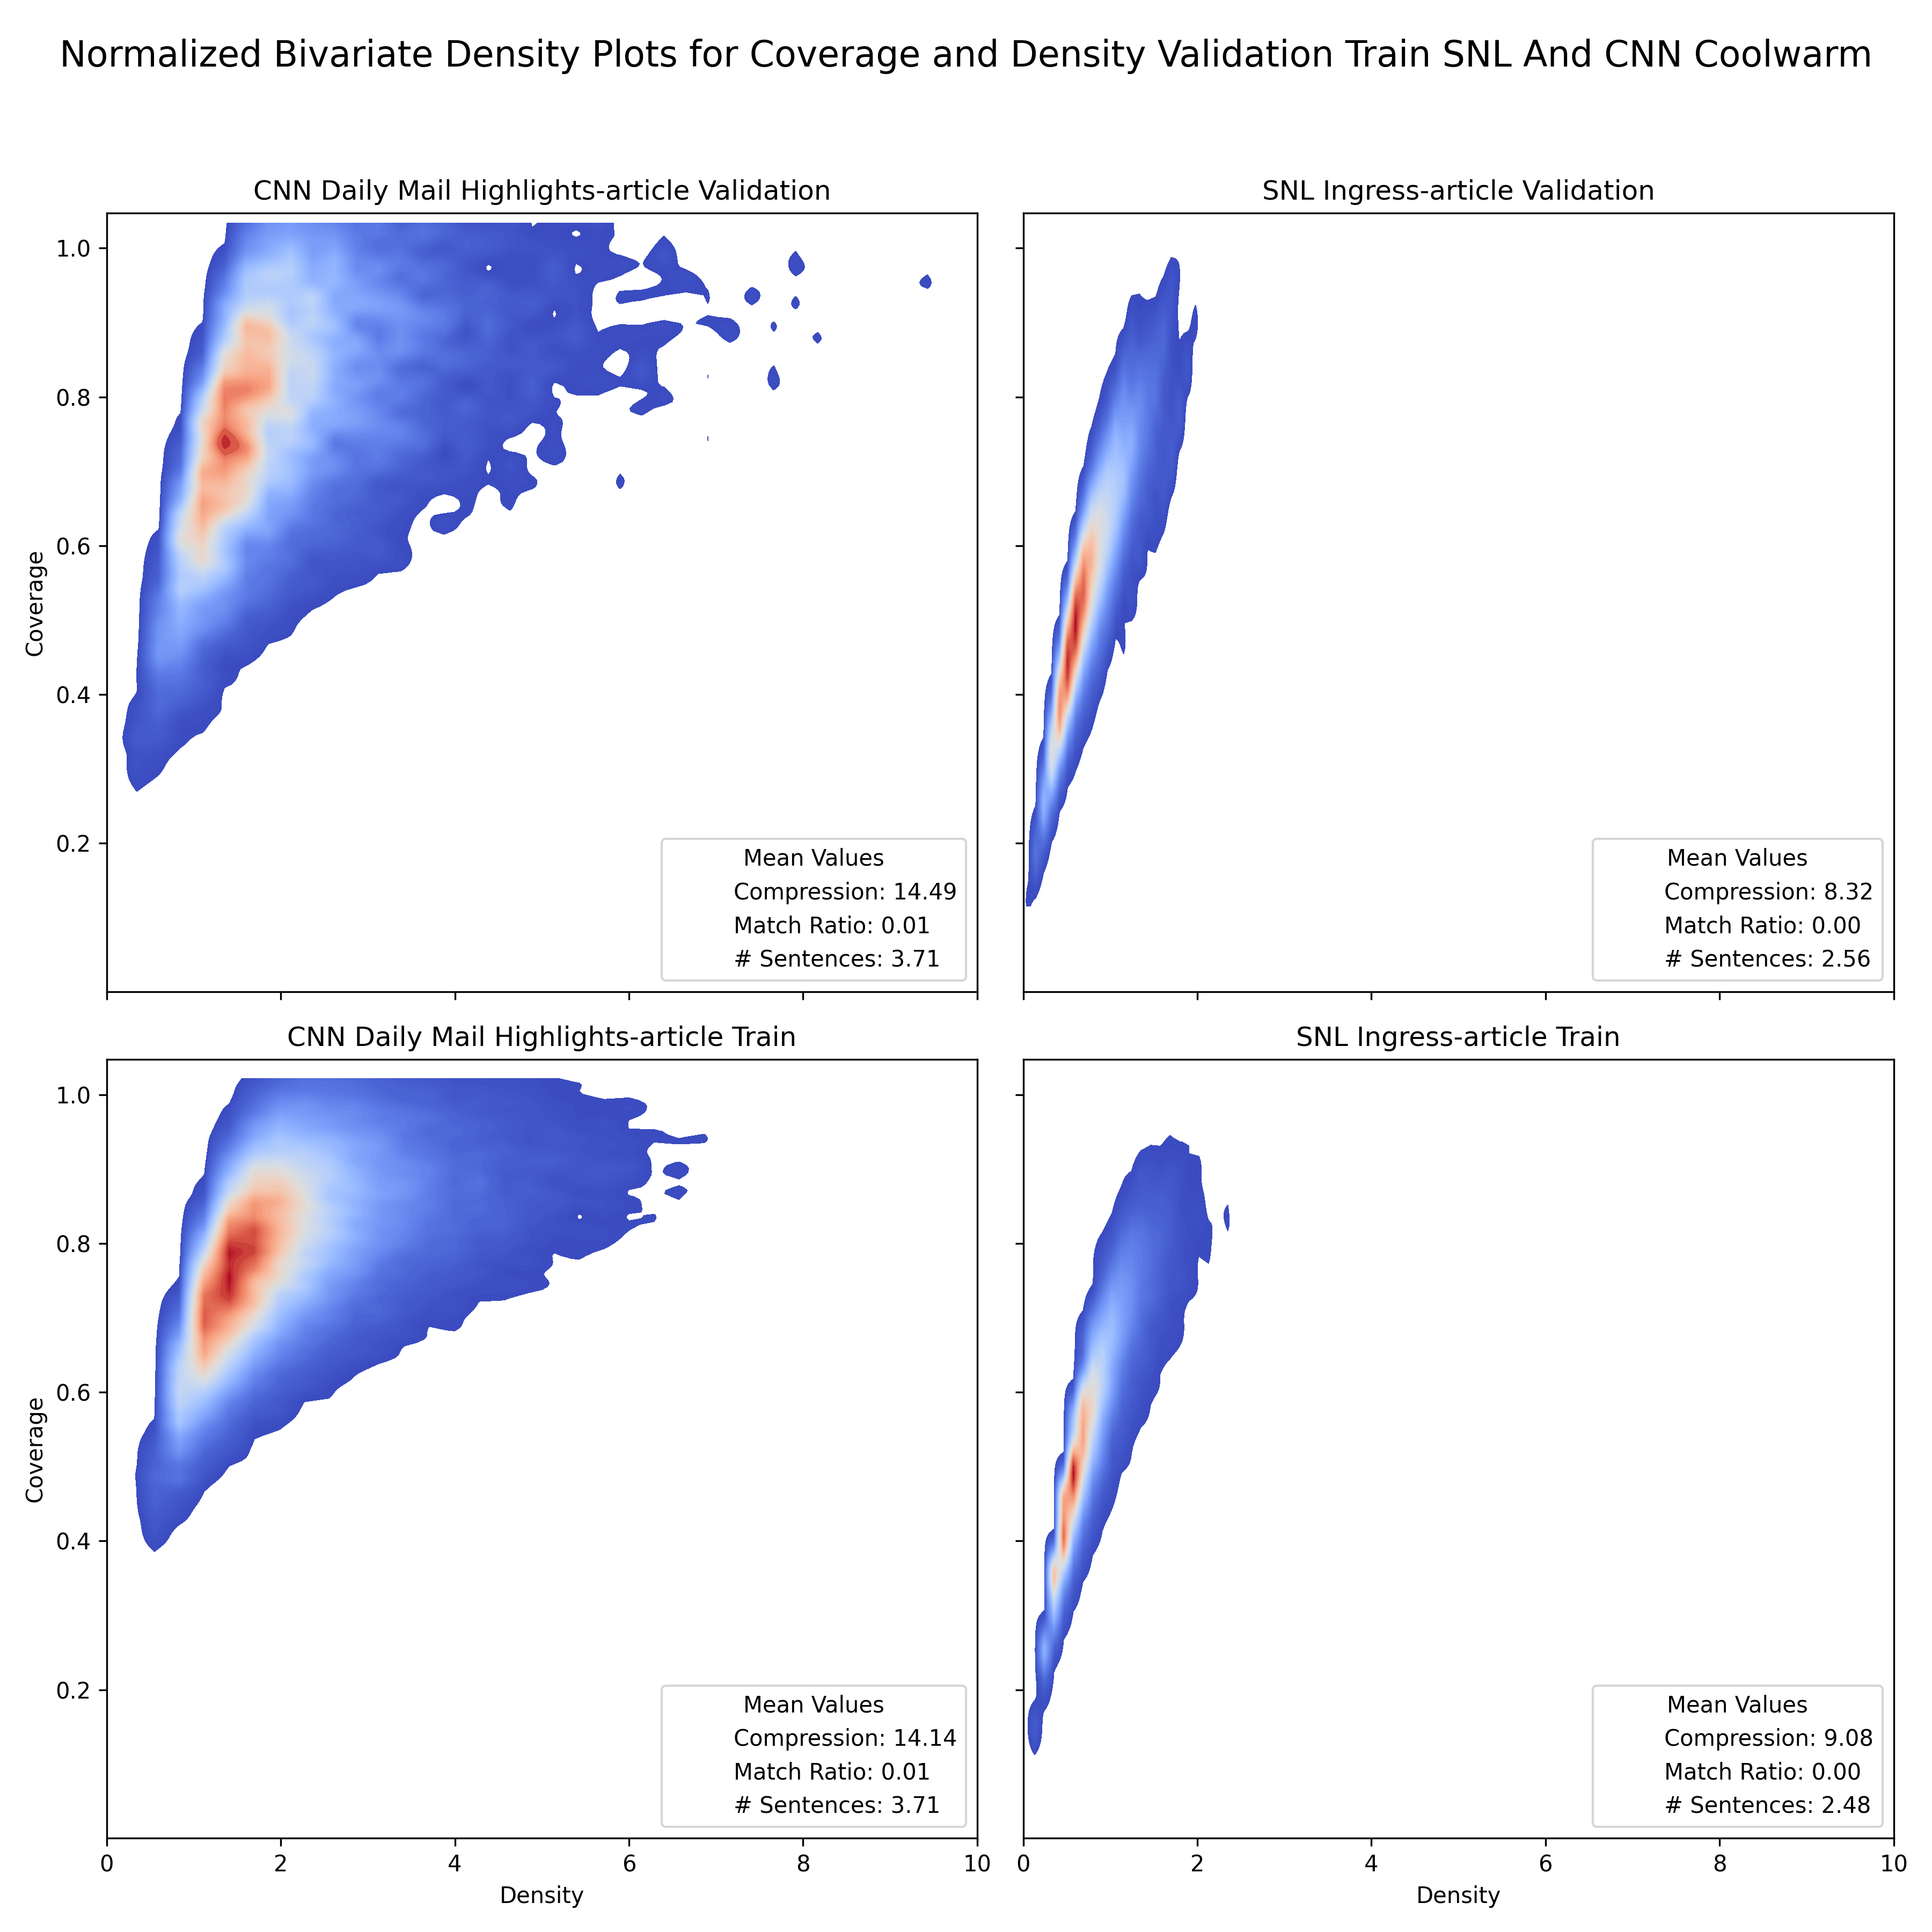 Normalized Bivariate Density Plots for Coverage and Density Validation Train SNL And CNN Coolwarm
CNN Daily Mail Highlights-article Validation
1.0
0.8
0.6
0.4
0.2
Coverage
Mean Values
Compression: 14.49
Match Ratio: 0.01
# Sentences: 3.71
SNL Ingress-article Validation
Mean Values
Compression: 8.32
Match Ratio: 0.00
# Sentences: 2.56
CNN Daily Mail Highlights-article Train
1.0
0.8
0.6
0.4
0.2
Coverage
Mean Values
Compression: 14.14
Match Ratio: 0.01
# Sentences: 3.71
0 2 4 6 8 10
Density
SNL Ingress-article Train
Mean Values
Compression: 9.08
Match Ratio: 0.00
# Sentences: 2.48
0 2 4 6 8 10
Density